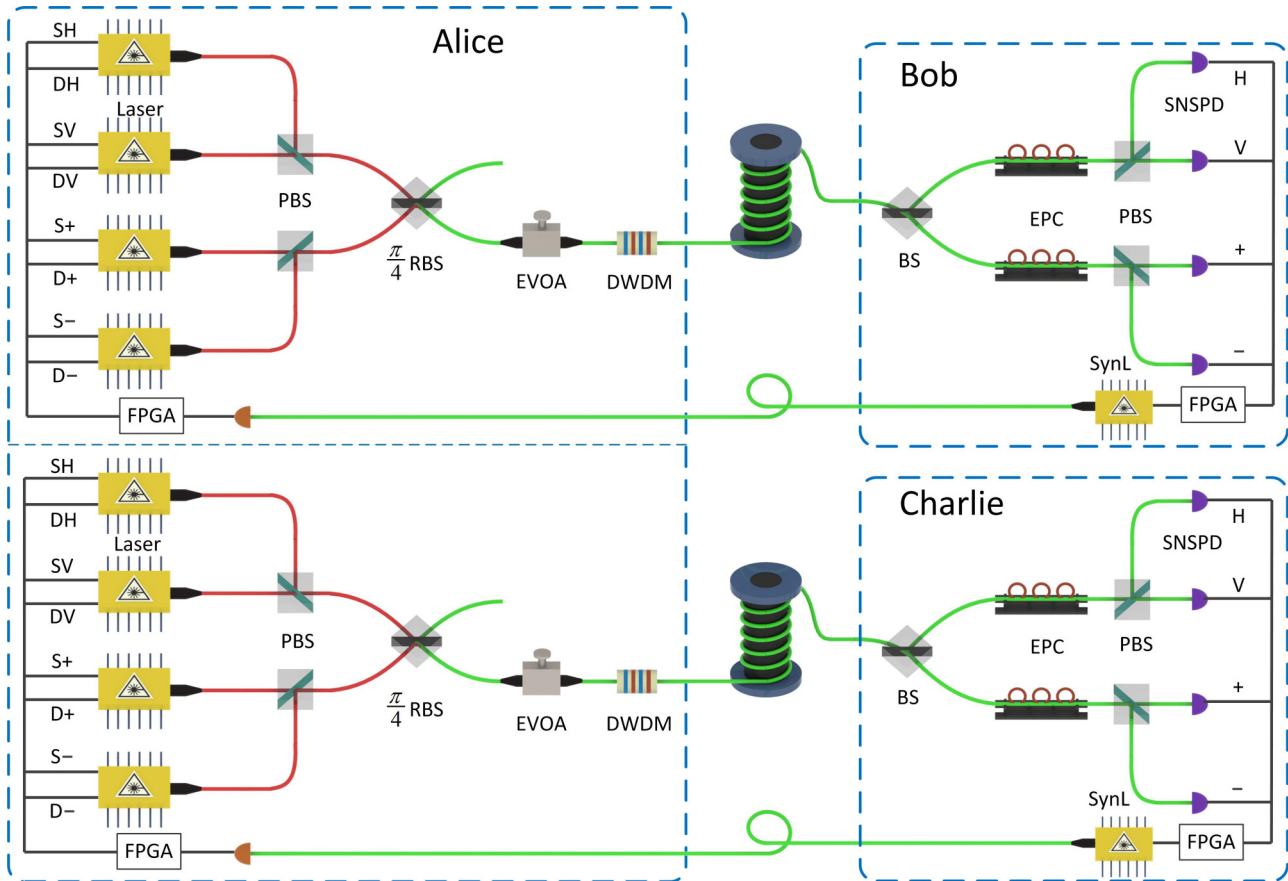 Alice
SH
DH
Laser
SV
DV
PBS
S+
D+
π/4 RBS
EVOA
DWDM
S−
D−
FPGA
Bob
H
SNSPD
V
EPC
PBS
BS
+
−
SynL
FPGA
SH
DH
Laser
SV
DV
PBS
S+
D+
π/4 RBS
EVOA
DWDM
S−
D−
FPGA
Charlie
H
SNSPD
V
EPC
PBS
BS
+
−
SynL
FPGA